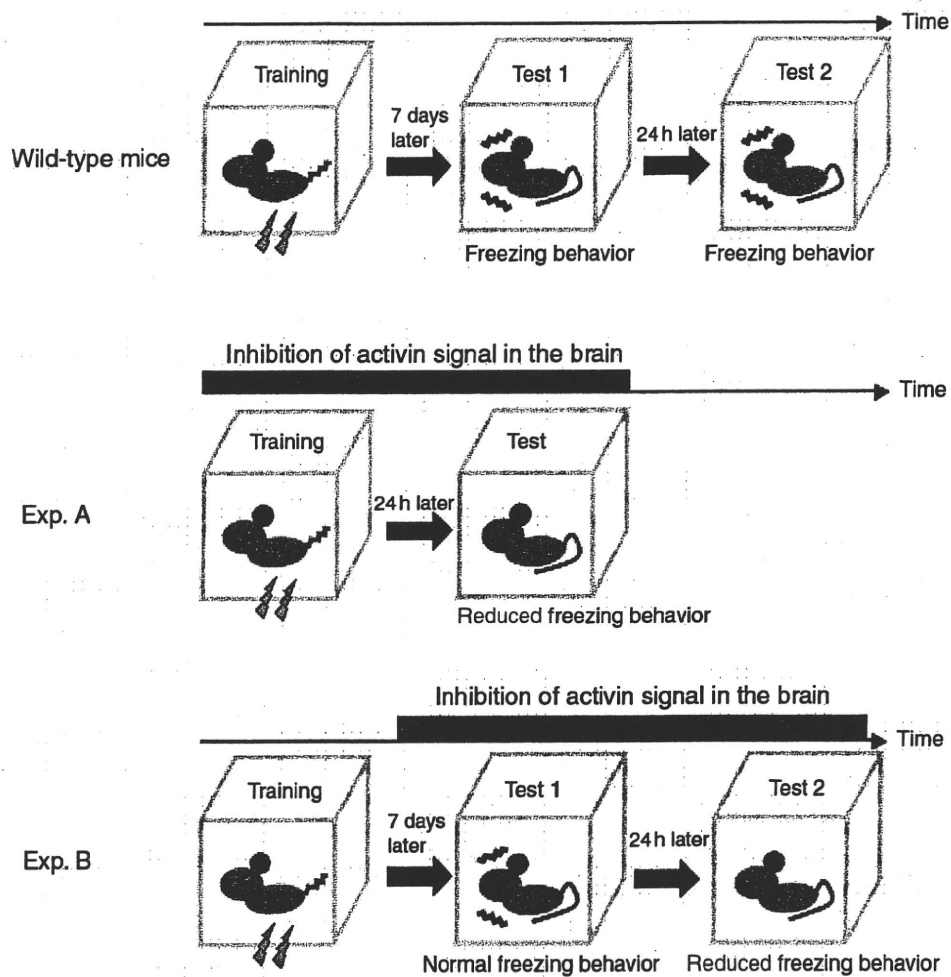 Time
Training
Test 1
Test 2
Wild-type mice
7 days
later
24 h later
Freezing behavior
Freezing behavior
Inhibition of activin signal in the brain
Time
Training
Test
Exp. A
24 h later
Reduced freezing behavior
Inhibition of activin signal in the brain
Time
Training
Test 1
Test 2
Exp. B
7 days
later
24 h later
Normal freezing behavior
Reduced freezing behavior